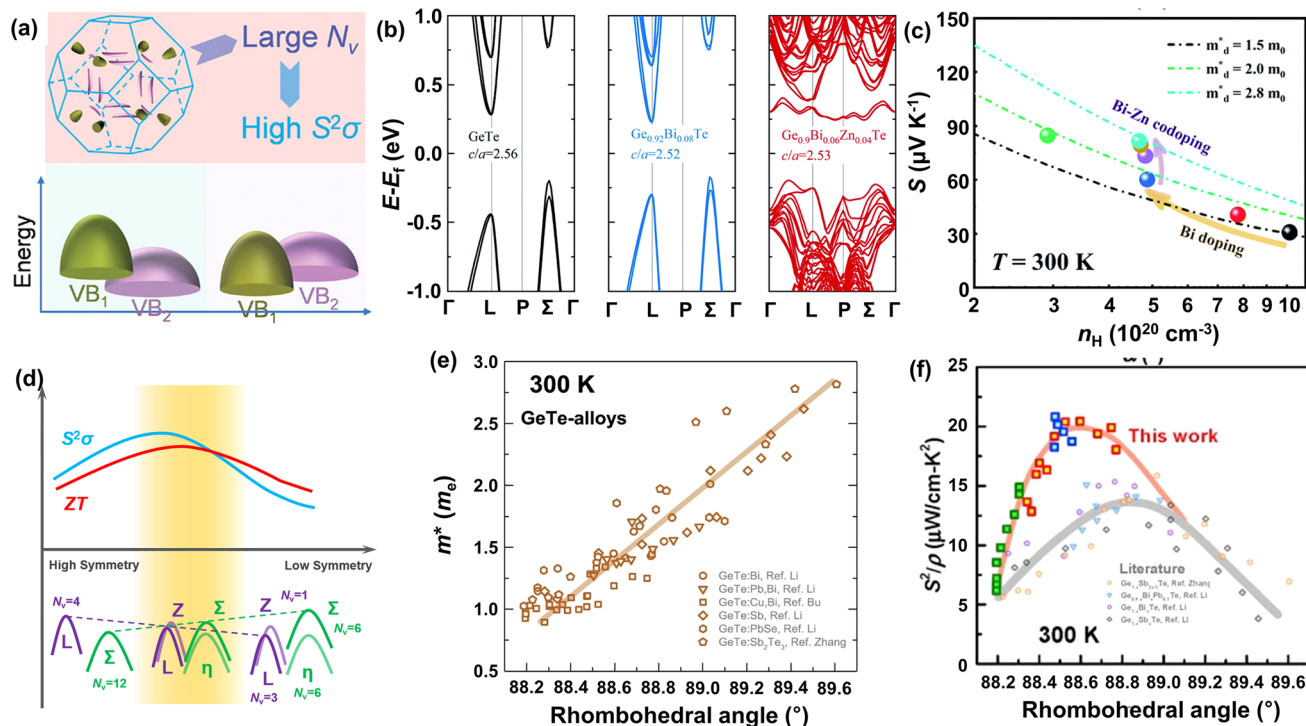 (a)
Large Nv
High S²σ
Energy
VB₁
VB₂
VB₁
VB₂
(b)
E-Ef (eV)
1.0
0.5
0.0
-0.5
-1.0
GeTe
c/a=2.56
Ge0.92Bi0.08Te
c/a=2.52
Ge0.9Bi0.06Zn0.04Te
c/a=2.53
Γ L P Σ Γ
Γ L P Σ Γ
Γ L P Σ Γ
(c)
S (μV K⁻¹)
150
120
90
60
30
0
m*d = 1.5 m₀
m*d = 2.0 m₀
m*d = 2.8 m₀
Bi-Zn codoping
Bi doping
T = 300 K
2 3 4 5 6 7 8 9 10
nH (10²⁰ cm⁻³)
(d)
S²σ
ZT
High Symmetry
Low Symmetry
Nv=4
L
Σ
Nv=12
Z
Σ
L
η
Z
Nv=1
L
Nv=3
Σ
Nv=6
η
Nv=6
(e)
300 K
GeTe-alloys
m* (me)
3.0
2.5
2.0
1.5
1.0
0.5
GeTe:Bi, Ref. Li
GeTe:Pb,Bi, Ref. Li
GeTe:Cu,Bi, Ref. Bu
GeTe:Sb, Ref. Li
GeTe:PbSe, Ref. Li
GeTe:Sb₂Te₃, Ref. Zhang
88.2 88.4 88.6 88.8 89.0 89.2 89.4 89.6
Rhombohedral angle (°)
(f)
S²/ρ (μW/cm-K²)
25
20
15
10
5
0
This work
Literature
Ref. Zhang
Ref. Li
Ref. Li
Ref. Li
300 K
88.2 88.4 88.6 88.8 89.0 89.2 89.4 89.6
Rhombohedral angle (°)